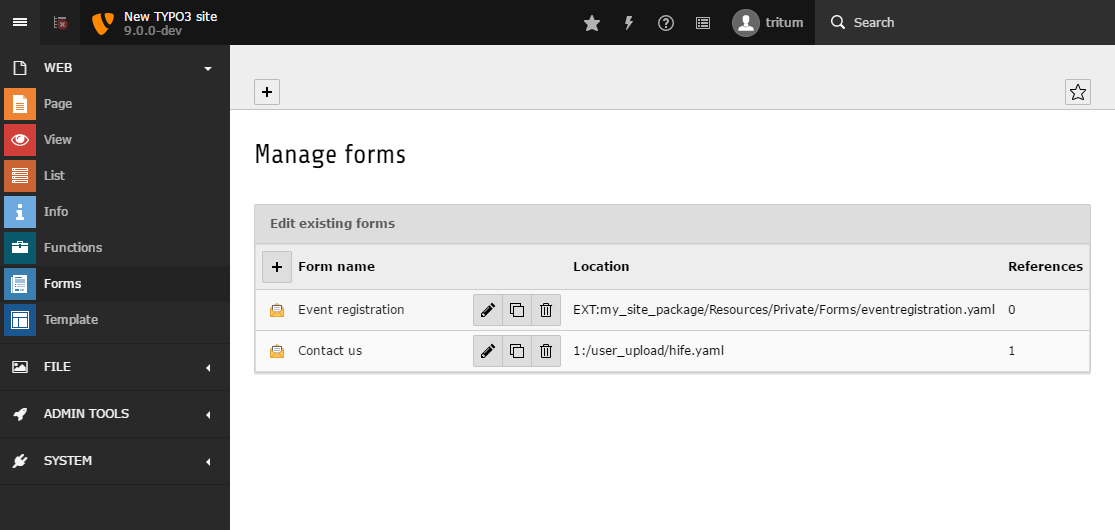 New TYPO3 site
9.0.0-dev
tritum
Search
WEB
Page
View
List
Info
Functions
Forms
Template
FILE
ADMIN TOOLS
SYSTEM
Manage forms
Edit existing forms
Form name Location References
Event registration EXT:my_site_package/Resources/Private/Forms/eventregistration.yaml 0
Contact us 1:/user_upload/hife.yaml 1